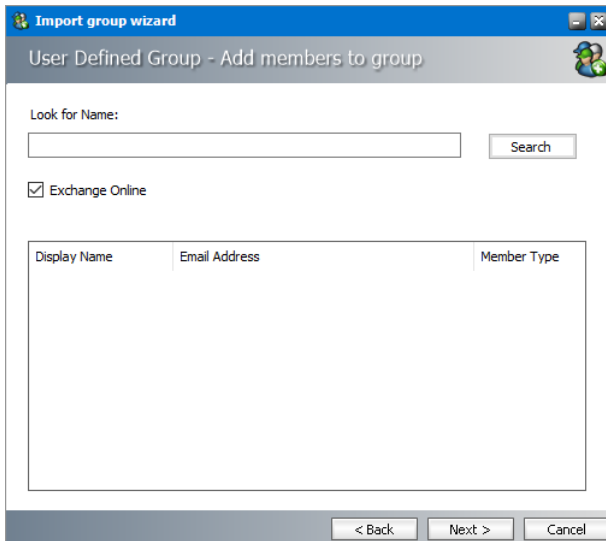 Import group wizard
User Defined Group - Add members to group
Look for Name:
Search
Exchange Online
Display Name Email Address Member Type
< Back Next > Cancel